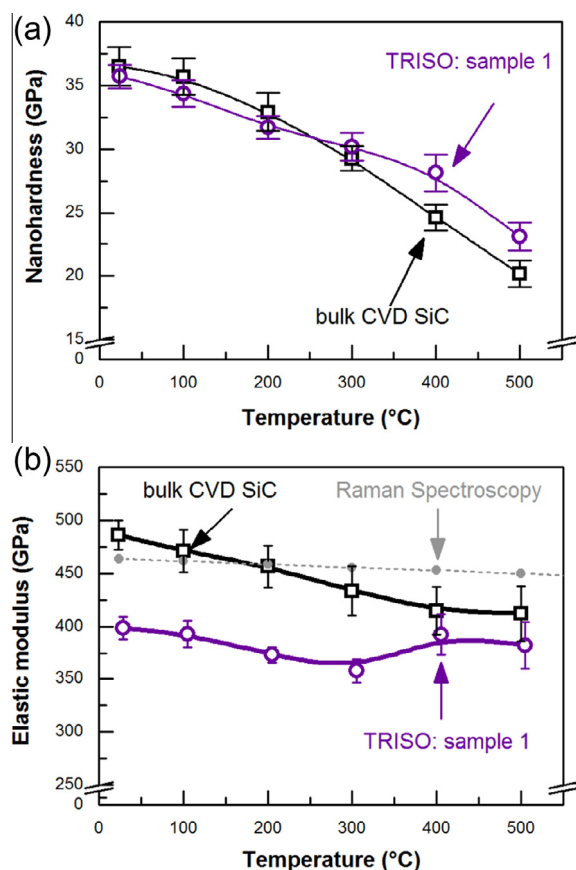 (a)
40
35
30
25
20
15
0
Nanohardness (GPa)
TRISO: sample 1
bulk CVD SiC
0 100 200 300 400 500
Temperature (°C)
(b)
550
500
450
400
350
300
250
0
Elastic modulus (GPa)
bulk CVD SiC
Raman Spectroscopy
TRISO: sample 1
0 100 200 300 400 500
Temperature (°C)